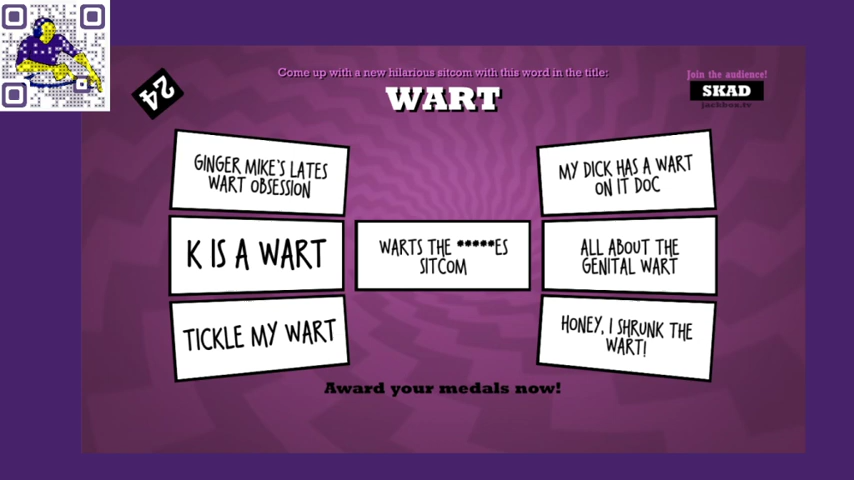 Come up with a new hilarious sitcom with this word in the title:
WART
Join the audience!
SKAD
jackbox.tv
24
GINGER MIKE'S LATES
WART OBSESSION
K IS A WART
TICKLE MY WART
WARTS THE *****ES
SITCOM
MY DICK HAS A WART
ON IT DOC
ALL ABOUT THE
GENITAL WART
HONEY, I SHRUNK THE
WART!
Award your medals now!